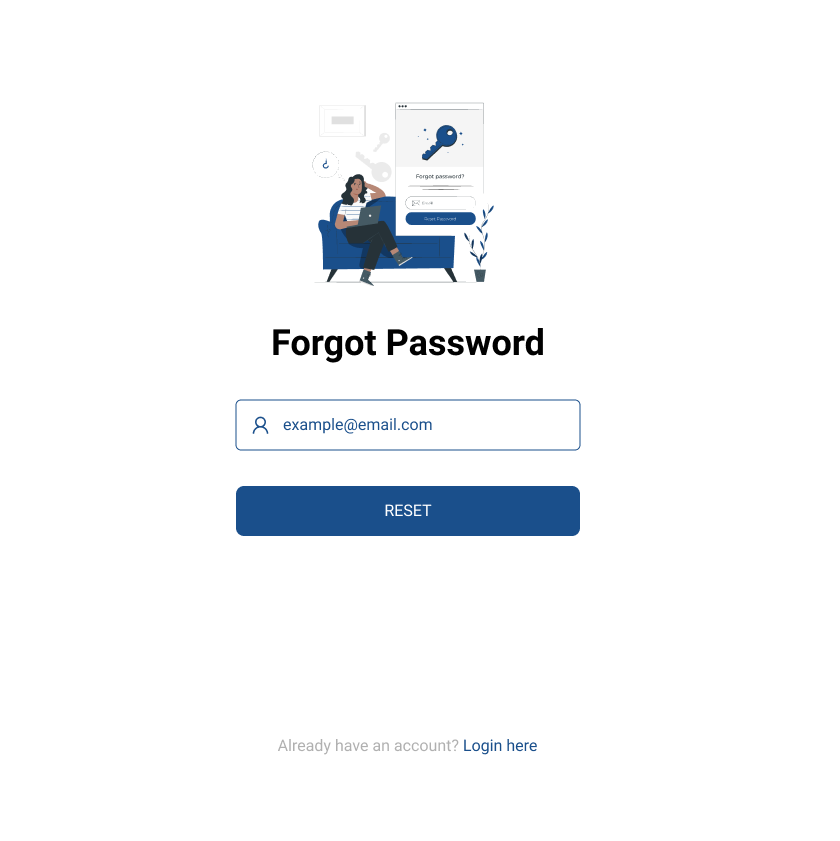 Forgot password?
Email
Reset Password
Forgot Password
example@email.com
RESET
Already have an account? Login here